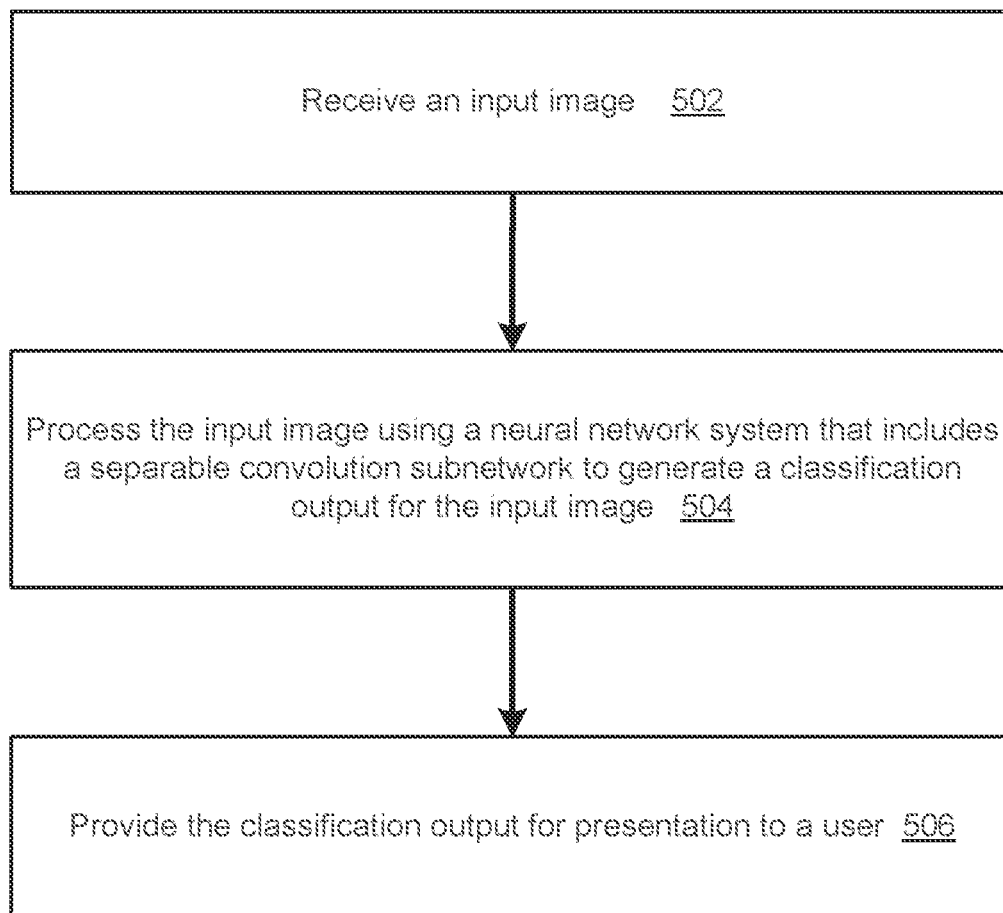 Receive an input image 502
Process the input image using a neural network system that includes
a separable convolution subnetwork to generate a classification
output for the input image 504
Provide the classification output for presentation to a user 506